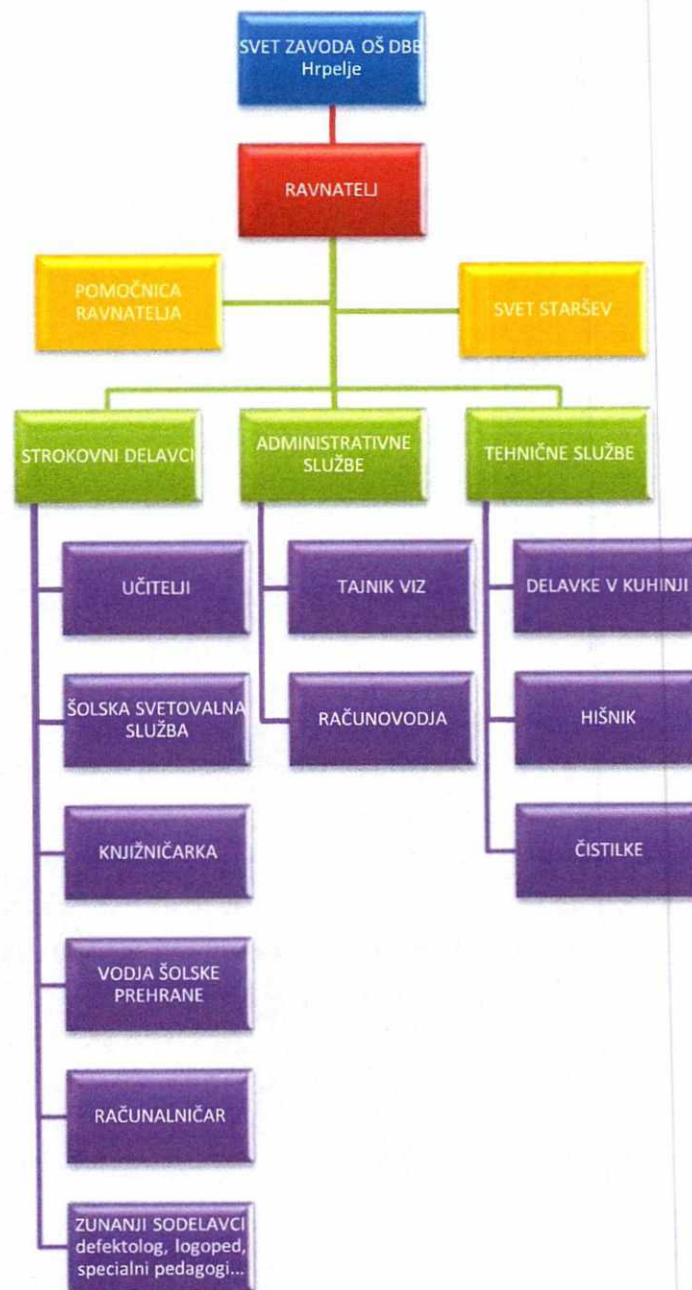 SVET ZAVODA OŠ DBB
Hrpelje
RAVNATELJ
POMOČNICA
RAVNATELJA
SVET STARŠEV
STROKOVNI DELAVCI
ADMINISTRATIVNE
SLUŽBE
TEHNIČNE SLUŽBE
UČITELJI
TAJNIK VIZ
DELAVKE V KUHINJI
ŠOLSKA SVETOVALNA
SLUŽBA
RAČUNOVODJA
HIŠNIK
KNJIŽNIČARKA
ČISTILKE
VODJA ŠOLSKE
PREHRANE
RAČUNALNIČAR
ZUNANJI SODELAVCI
defektolog, logoped,
specialni pedagogi...